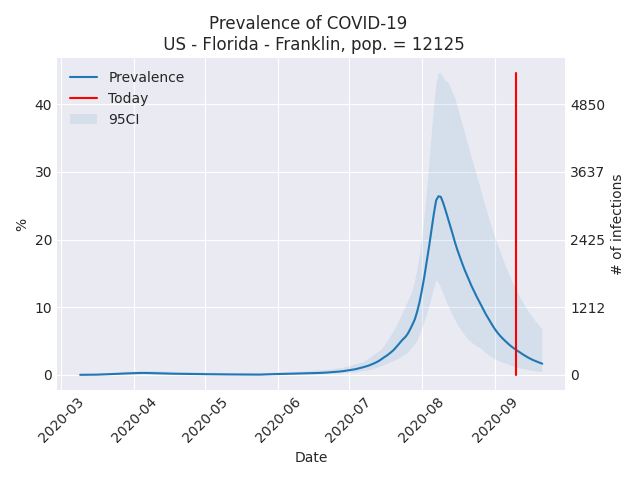 Prevalence of COVID-19
US - Florida - Franklin, pop. = 12125
Prevalence
Today
95CI
%
40
30
20
10
0
4850
3637
2425
1212
0
# of infections
2020-03
2020-04
2020-05
2020-06
2020-07
2020-08
2020-09
Date